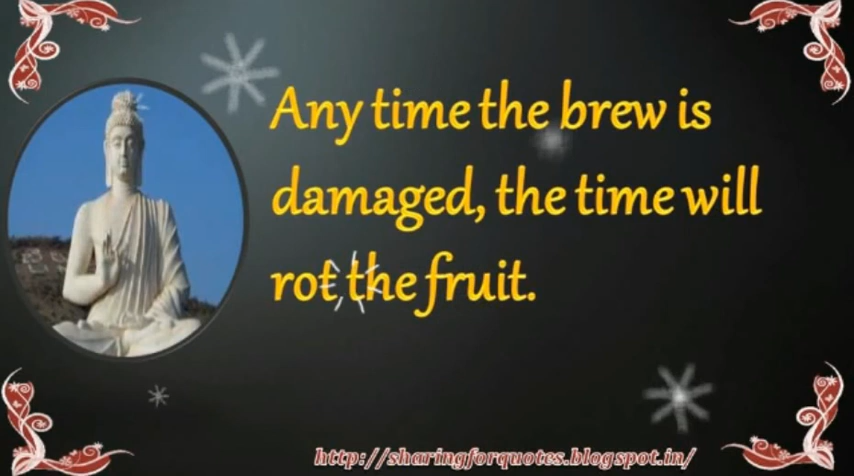 Any time the brew is
damaged, the time will
rot the fruit.
http://sharingforquotes.blogspot.in/